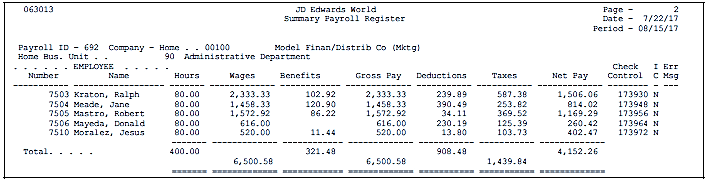 063013 JD Edwards World Page - 2
Summary Payroll Register Date - 7/22/17
Period - 08/15/17
Payroll ID - 692 Company - Home . . 00100 Model Finan/Distrib Co (Mktg)
Home Bus. Unit . . 90 Administrative Department
. . . . . . EMPLOYEE . . . . . Check I Err
Number Name Hours Wages Benefits Gross Pay Deductions Taxes Net Pay Control C Msg
7503 Kraton, Ralph 80.00 2,333.33 102.92 2,333.33 239.89 587.38 1,506.06 173930 N
7504 Meade, Jane 80.00 1,458.33 120.90 1,458.33 390.49 253.82 814.02 173948 N
7505 Mastro, Robert 80.00 1,572.92 86.22 1,572.92 34.11 369.52 1,169.29 173956 N
7506 Mayeda, Donald 80.00 616.00 616.00 230.19 125.39 260.42 173964 N
7510 Moralez, Jesus 80.00 520.00 11.44 520.00 13.80 103.73 402.47 173972 N
Total. . . . . 400.00 321.48 908.48 4,152.26
6,500.58 6,500.58 1,439.84